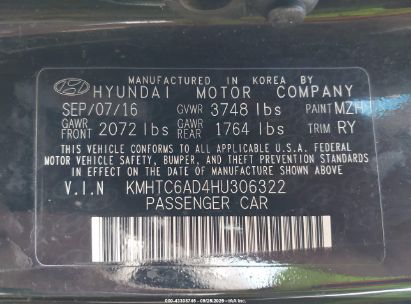 MANUFACTURED IN KOREA BY
HYUNDAI MOTOR COMPANY
SEP/07/16 GVWR 3748 lbs PAINT MZH
GAWR FRONT 2072 lbs GAWR REAR 1764 lbs TRIM RY
THIS VEHICLE CONFORMS TO ALL APPLICABLE U.S.A. FEDERAL
MOTOR VEHICLE SAFETY, BUMPER, AND THEFT PREVENTION STANDARDS
IN EFFECT ON THE DATE OF MANUFACTURE SHOWN ABOVE.
V.I.N KMHTC6AD4HU306322
PASSENGER CAR